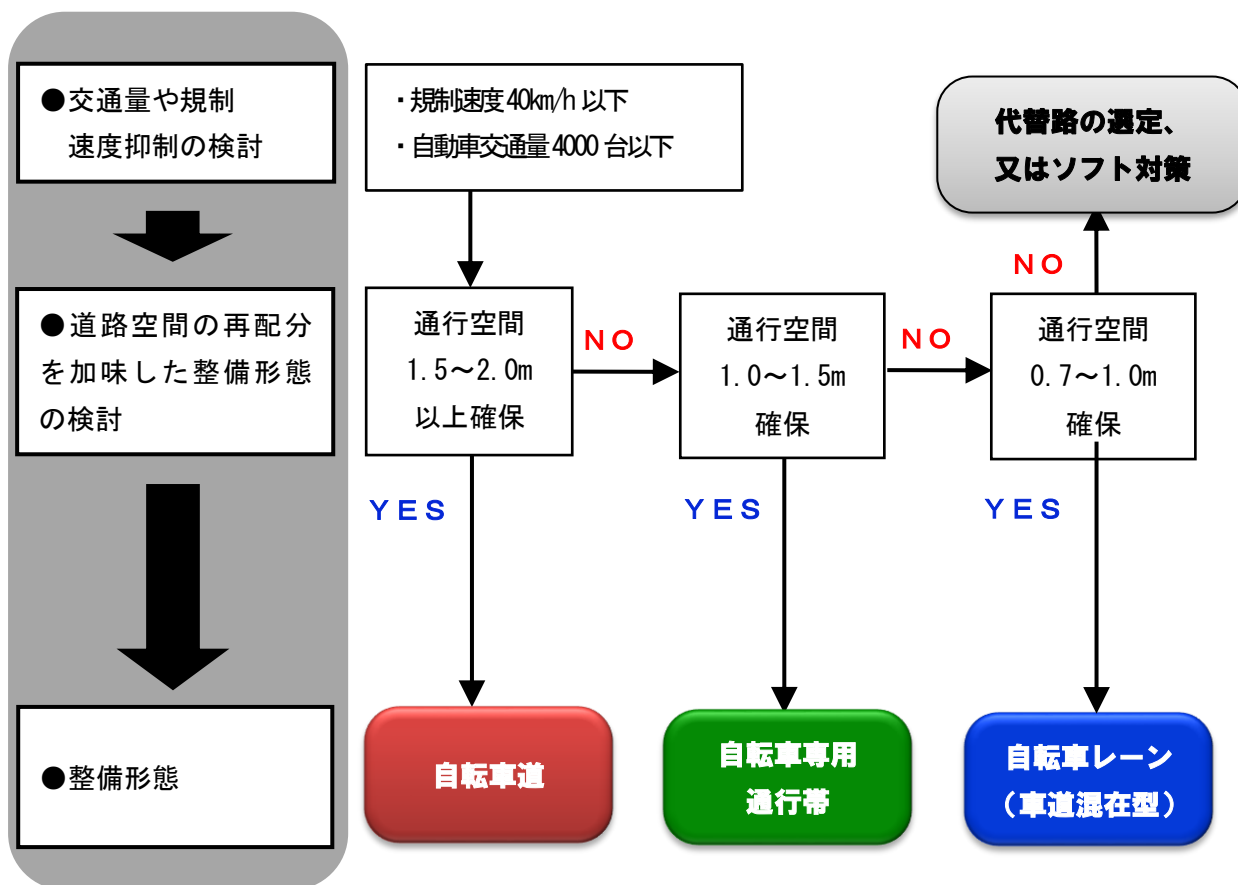 ●交通量や規制
速度抑制の検討
・規制速度40km/h以下
・自動車交通量4000台以下
代替路の選定、
又はソフト対策
●道路空間の再配分
を加味した整備形態
の検討
通行空間
1.5～2.0m
以上確保
NO
通行空間
1.0～1.5m
確保
NO
通行空間
0.7～1.0m
確保
NO
YES
YES
YES
●整備形態
自転車道
自転車専用
通行帯
自転車レーン
（車道混在型）